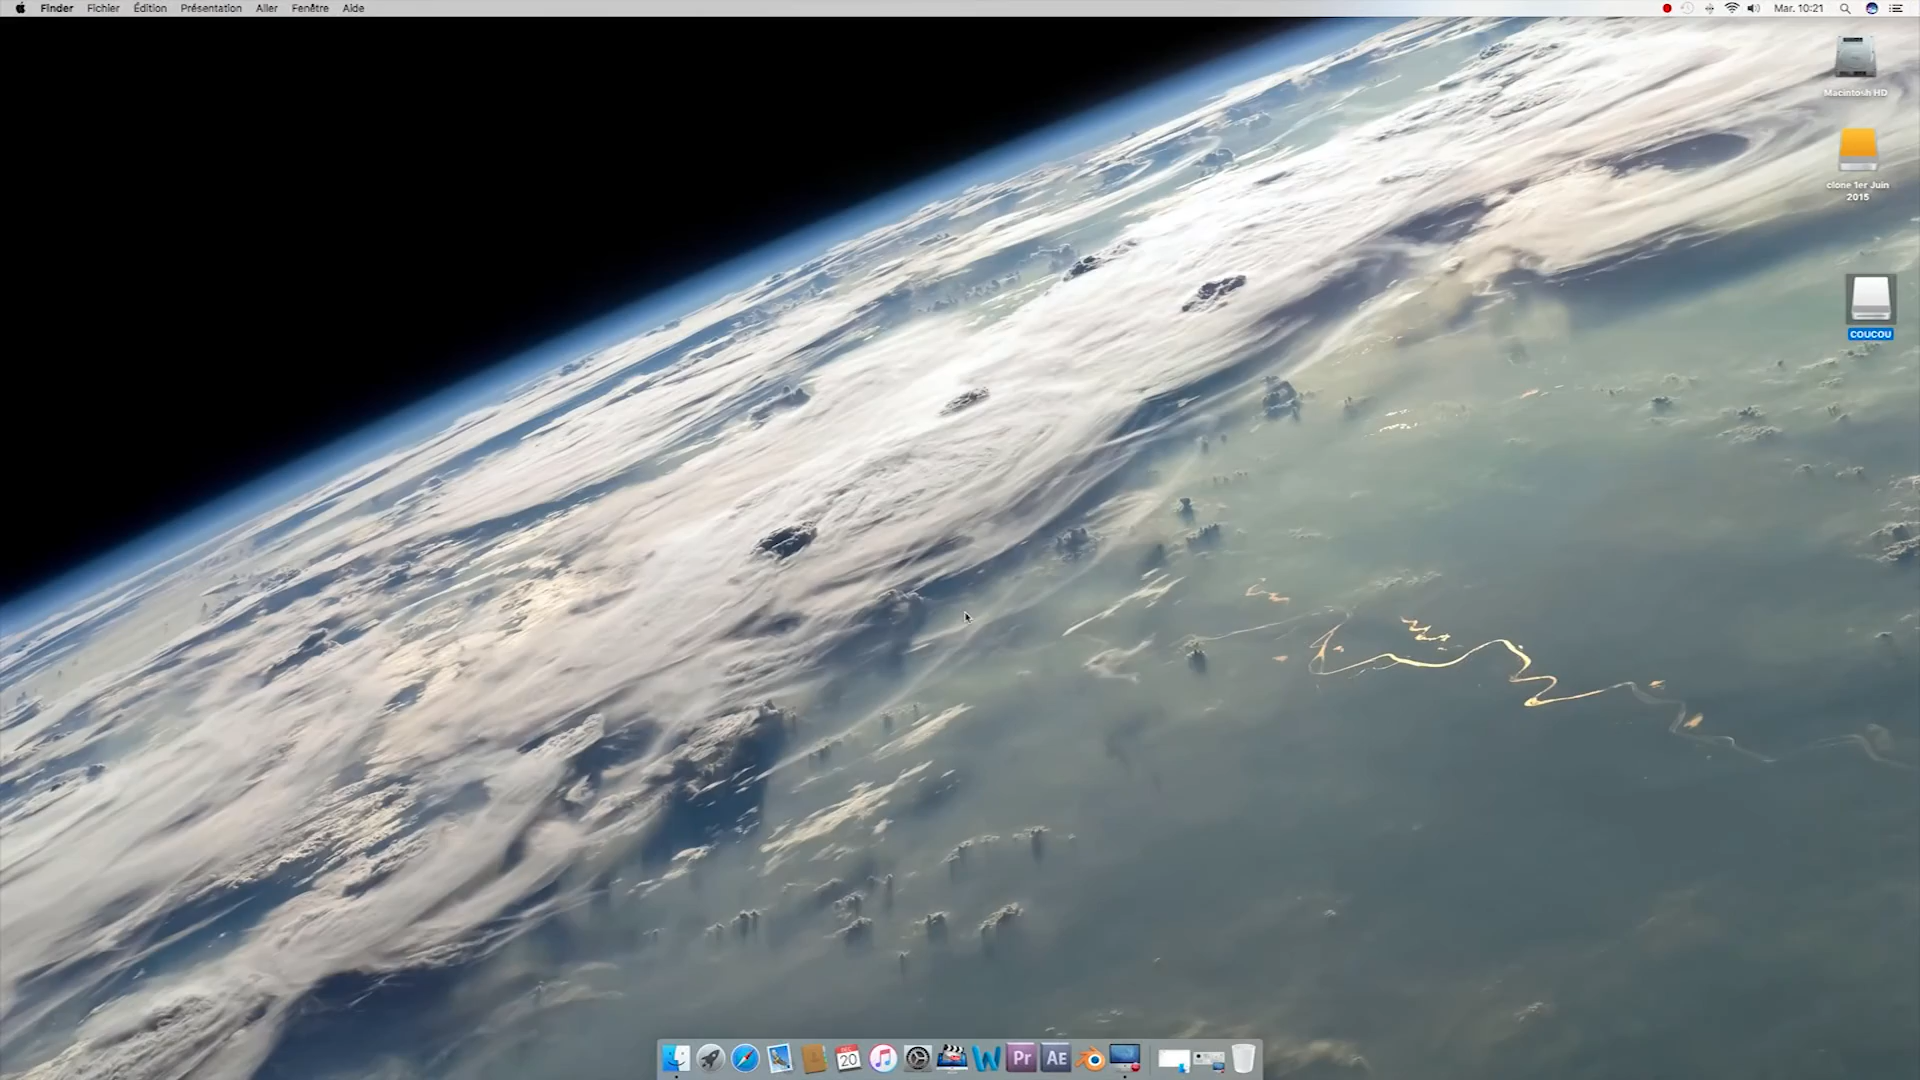 Finder Fichier Édition Présentation Aller Fenêtre Aide
Mar. 10:21
Macintosh HD
clone 1er Juin
2015
COUCOU
DEC
20
W
Pr
AE